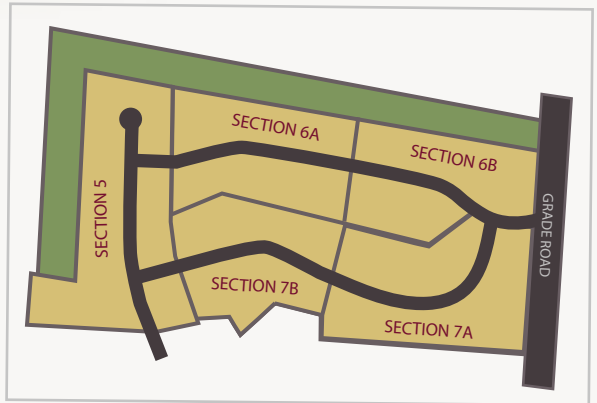 SECTION 6A
SECTION 6B
SECTION 5
GRADE ROAD
SECTION 7B
SECTION 7A